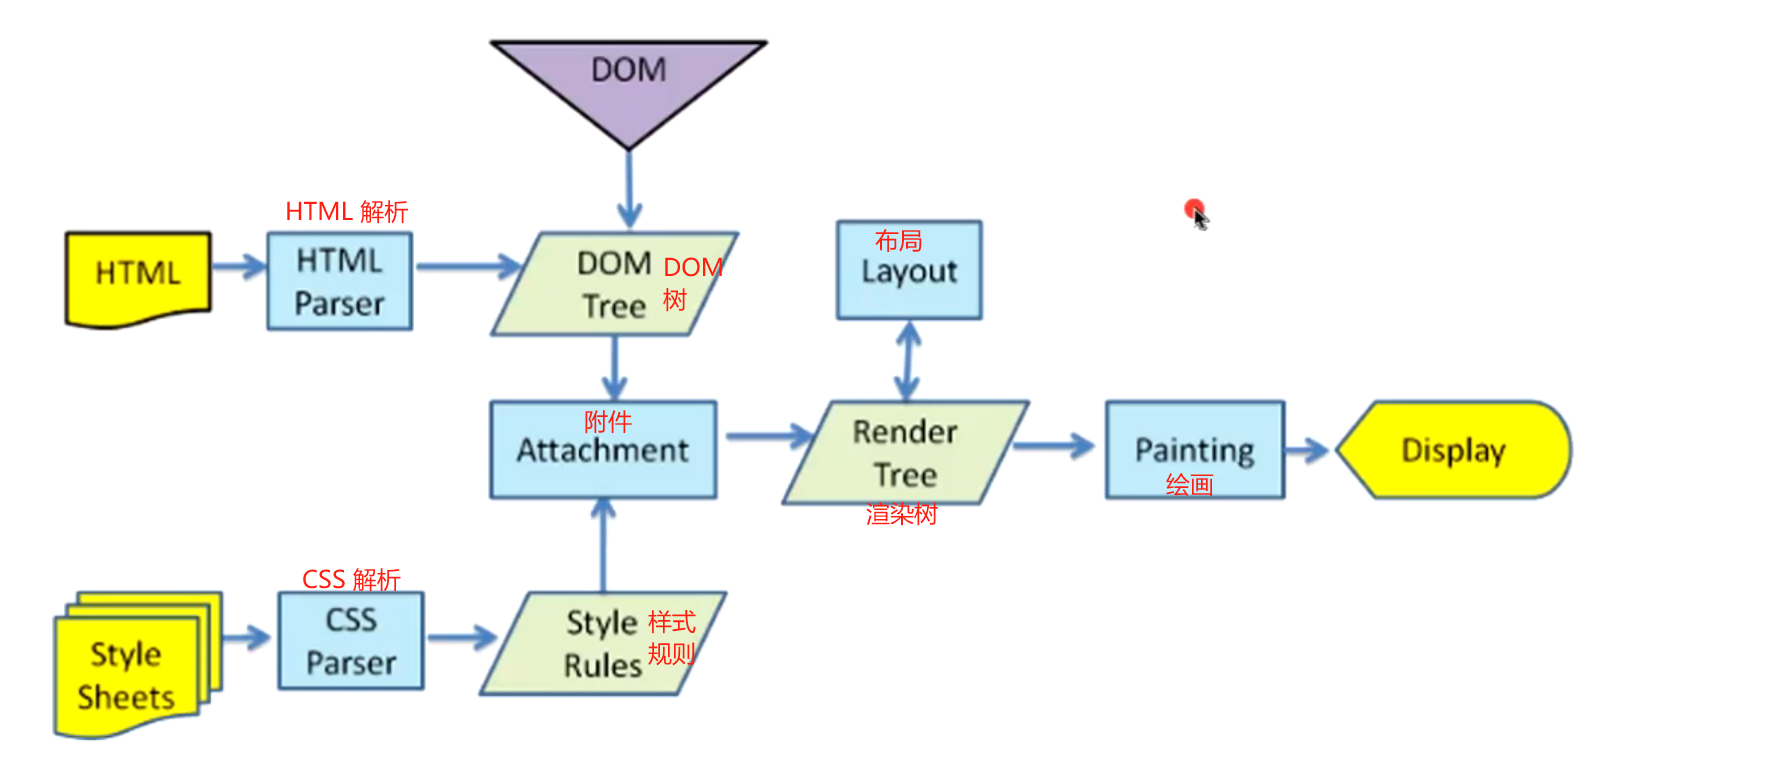 DOM
HTML 解析
HTML
HTML
Parser
DOM
Tree
DOM
树
布局
Layout
附件
Attachment
Render
Tree
渲染树
Painting
绘画
Display
CSS 解析
Style
Sheets
CSS
Parser
Style
Rules
样式
规则